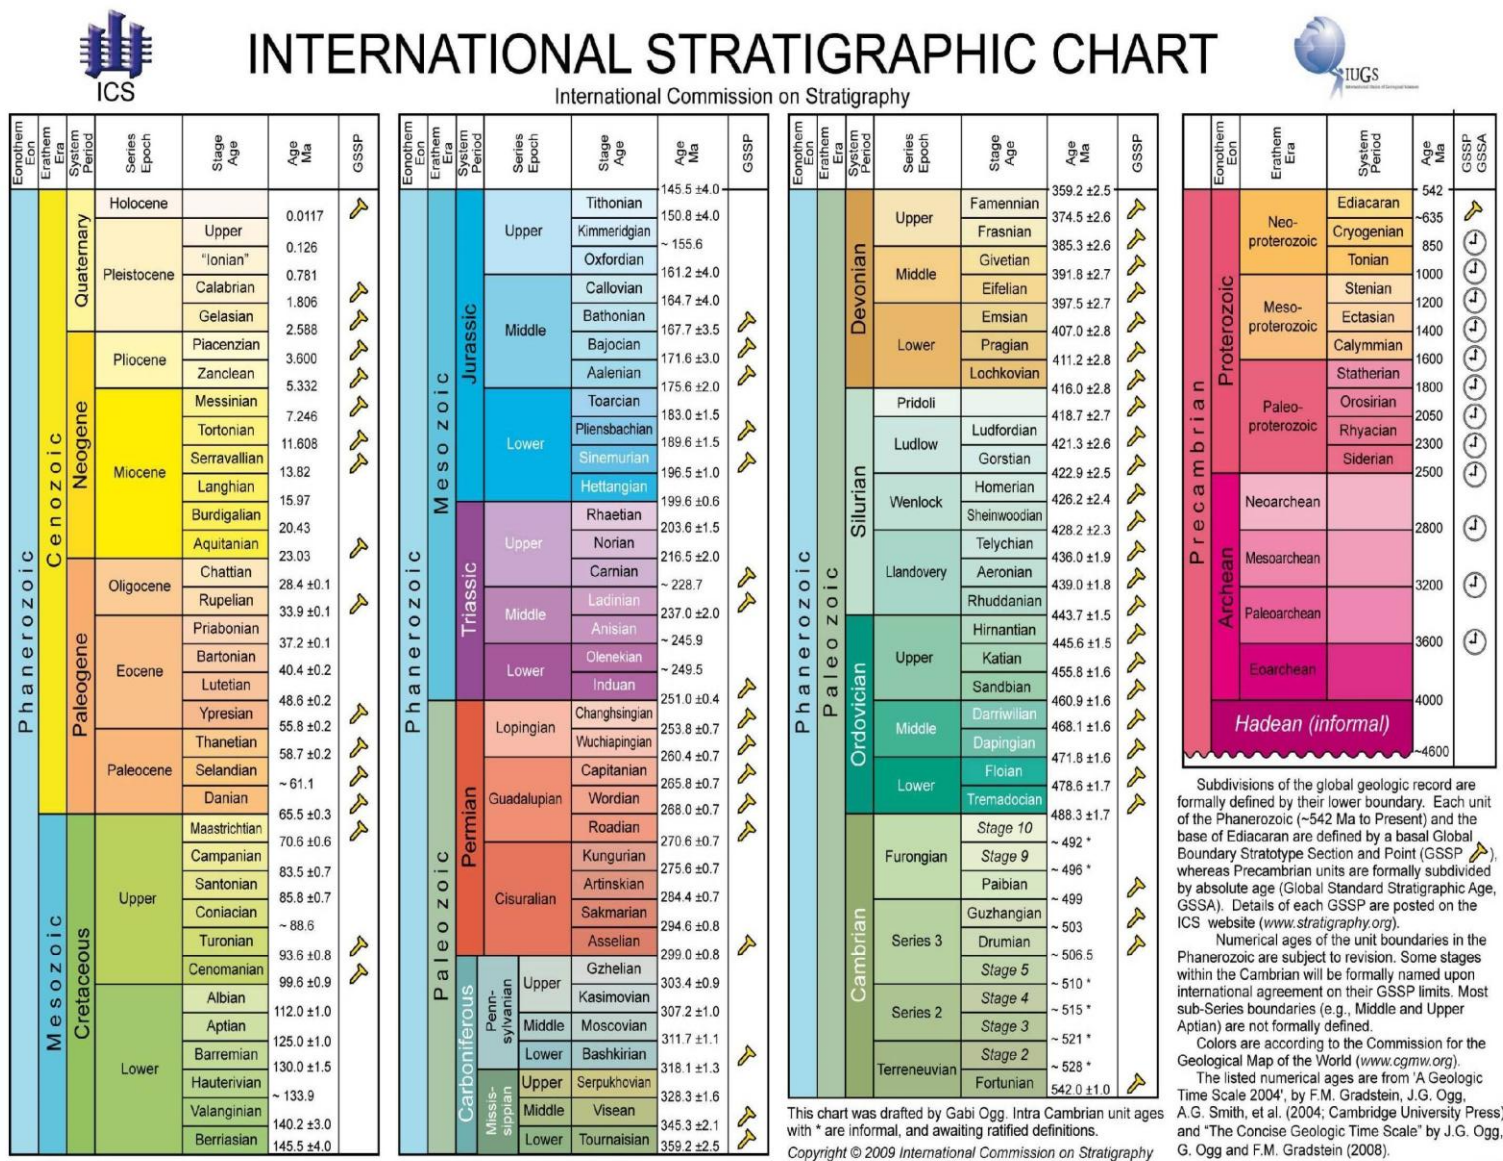 ICS
INTERNATIONAL STRATIGRAPHIC CHART
International Commission on Stratigraphy
IUGS
Eonothem Eon
Erathem Era
System Period
Series Epoch
Stage Age
Age Ma
GSSP
Phanerozoic
Cenozoic
Mesozoic
Quaternary
Neogene
Paleogene
Cretaceous
Holocene
0.0117
Pleistocene
Upper
0.126
"Ionian"
0.781
Calabrian
1.806
Gelasian
2.588
Pliocene
Piacenzian
3.600
Zanclean
5.332
Miocene
Messinian
7.246
Tortonian
11.608
Serravallian
13.82
Langhian
15.97
Burdigalian
20.43
Aquitanian
23.03
Oligocene
Chattian
28.4 ±0.1
Rupelian
33.9 ±0.1
Eocene
Priabonian
37.2 ±0.1
Bartonian
40.4 ±0.2
Lutetian
48.6 ±0.2
Ypresian
55.8 ±0.2
Paleocene
Thanetian
58.7 ±0.2
Selandian
~ 61.1
Danian
65.5 ±0.3
Upper
Maastrichtian
70.6 ±0.6
Campanian
83.5 ±0.7
Santonian
85.8 ±0.7
Coniacian
~ 88.6
Turonian
93.6 ±0.8
Cenomanian
99.6 ±0.9
Lower
Albian
112.0 ±1.0
Aptian
125.0 ±1.0
Barremian
130.0 ±1.5
Hauterivian
~ 133.9
Valanginian
140.2 ±3.0
Berriasian
145.5 ±4.0
Eonothem Eon
Erathem Era
System Period
Series Epoch
Stage Age
Age Ma
GSSP
Phanerozoic
Mesozoic
Paleozoic
Jurassic
Triassic
Permian
Carboniferous
145.5 ±4.0
Upper
Tithonian
150.8 ±4.0
Kimmeridgian
~ 155.6
Oxfordian
161.2 ±4.0
Middle
Callovian
164.7 ±4.0
Bathonian
167.7 ±3.5
Bajocian
171.6 ±3.0
Aalenian
175.6 ±2.0
Lower
Toarcian
183.0 ±1.5
Pliensbachian
189.6 ±1.5
Sinemurian
196.5 ±1.0
Hettangian
199.6 ±0.6
Upper
Rhaetian
203.6 ±1.5
Norian
216.5 ±2.0
Carnian
~ 228.7
Middle
Ladinian
237.0 ±2.0
Anisian
~ 245.9
Lower
Olenekian
~ 249.5
Induan
251.0 ±0.4
Lopingian
Changhsingian
253.8 ±0.7
Wuchiapingian
260.4 ±0.7
Guadalupian
Capitanian
265.8 ±0.7
Wordian
268.0 ±0.7
Roadian
270.6 ±0.7
Cisuralian
Kungurian
275.6 ±0.7
Artinskian
284.4 ±0.7
Sakmarian
294.6 ±0.8
Asselian
299.0 ±0.8
Penn-
sylvanian
Upper
Gzhelian
303.4 ±0.9
Kasimovian
307.2 ±1.0
Middle
Moscovian
311.7 ±1.1
Lower
Bashkirian
318.1 ±1.3
Missis-
sippian
Upper
Serpukhovian
328.3 ±1.6
Middle
Visean
345.3 ±2.1
Lower
Tournaisian
359.2 ±2.5
Eonothem Eon
Erathem Era
System Period
Series Epoch
Stage Age
Age Ma
GSSP
Phanerozoic
Paleozoic
Devonian
Silurian
Ordovician
Cambrian
359.2 ±2.5
Upper
Famennian
374.5 ±2.6
Frasnian
385.3 ±2.6
Middle
Givetian
391.8 ±2.7
Eifelian
397.5 ±2.7
Lower
Emsian
407.0 ±2.8
Pragian
411.2 ±2.8
Lochkovian
416.0 ±2.8
Pridoli
418.7 ±2.7
Ludlow
Ludfordian
421.3 ±2.6
Gorstian
422.9 ±2.5
Wenlock
Homerian
426.2 ±2.4
Sheinwoodian
428.2 ±2.3
Llandovery
Telychian
436.0 ±1.9
Aeronian
439.0 ±1.8
Rhuddanian
443.7 ±1.5
Upper
Hirnantian
445.6 ±1.5
Katian
455.8 ±1.6
Sandbian
460.9 ±1.6
Middle
Darriwilian
468.1 ±1.6
Dapingian
471.8 ±1.6
Lower
Floian
478.6 ±1.7
Tremadocian
488.3 ±1.7
Furongian
Stage 10
~ 492 *
Stage 9
~ 496 *
Paibian
~ 499
Series 3
Guzhangian
~ 503
Drumian
~ 506.5
Stage 5
~ 510 *
Series 2
Stage 4
~ 515 *
Stage 3
~ 521 *
Terreneuvian
Stage 2
~ 528 *
Fortunian
542.0 ±1.0
This chart was drafted by Gabi Ogg. Intra Cambrian unit ages
with * are informal, and awaiting ratified definitions.
Copyright © 2009 International Commission on Stratigraphy
Eonothem Eon
Erathem Era
System Period
Age Ma
GSSP GSSA
Precambrian
Proterozoic
Archean
542
Neo-
proterozoic
Ediacaran
~635
Cryogenian
850
Tonian
1000
Meso-
proterozoic
Stenian
1200
Ectasian
1400
Calymmian
1600
Paleo-
proterozoic
Statherian
1800
Orosirian
2050
Rhyacian
2300
Siderian
2500
Neoarchean
2800
Mesoarchean
3200
Paleoarchean
3600
Eoarchean
4000
Hadean (informal)
~4600
Subdivisions of the global geologic record are
formally defined by their lower boundary. Each unit
of the Phanerozoic (~542 Ma to Present) and the
base of Ediacaran are defined by a basal Global
Boundary Stratotype Section and Point (GSSP ),
whereas Precambrian units are formally subdivided
by absolute age (Global Standard Stratigraphic Age,
GSSA). Details of each GSSP are posted on the
ICS website (www.stratigraphy.org).
Numerical ages of the unit boundaries in the
Phanerozoic are subject to revision. Some stages
within the Cambrian will be formally named upon
international agreement on their GSSP limits. Most
sub-Series boundaries (e.g., Middle and Upper
Aptian) are not formally defined.
Colors are according to the Commission for the
Geological Map of the World (www.cgmw.org).
The listed numerical ages are from 'A Geologic
Time Scale 2004', by F.M. Gradstein, J.G. Ogg,
A.G. Smith, et al. (2004; Cambridge University Press)
and "The Concise Geologic Time Scale" by J.G. Ogg,
G. Ogg and F.M. Gradstein (2008).